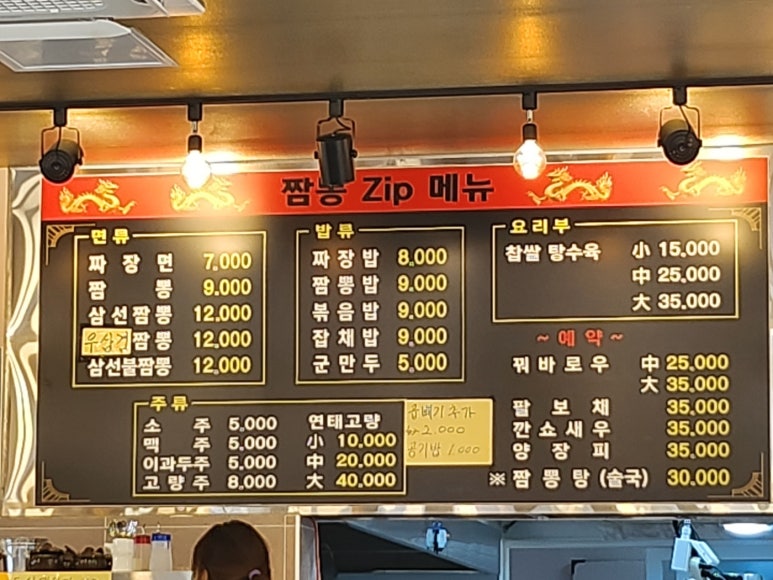 짬뽕 Zip 메뉴
면류
짜장면 7,000
짬뽕 9,000
삼선짬뽕 12,000
우삼겹짬뽕 12,000
삼선불짬뽕 12,000
밥류
짜장밥 8,000
짬뽕밥 9,000
볶음밥 9,000
잡채밥 9,000
군만두 5,000
요리부
찹쌀 탕수육 小 15,000
中 25,000
大 35,000
~ 예약 ~
꿔바로우 中 25,000
大 35,000
팔보채 35,000
깐쇼새우 35,000
양장피 35,000
※ 짬뽕탕 (술국) 30,000
주류
소주 5,000
맥주 5,000
이과두주 5,000
고량주 8,000
연태고량
小 10,000
中 20,000
大 40,000
곱빼기 추가
2,000
공기밥 1,000